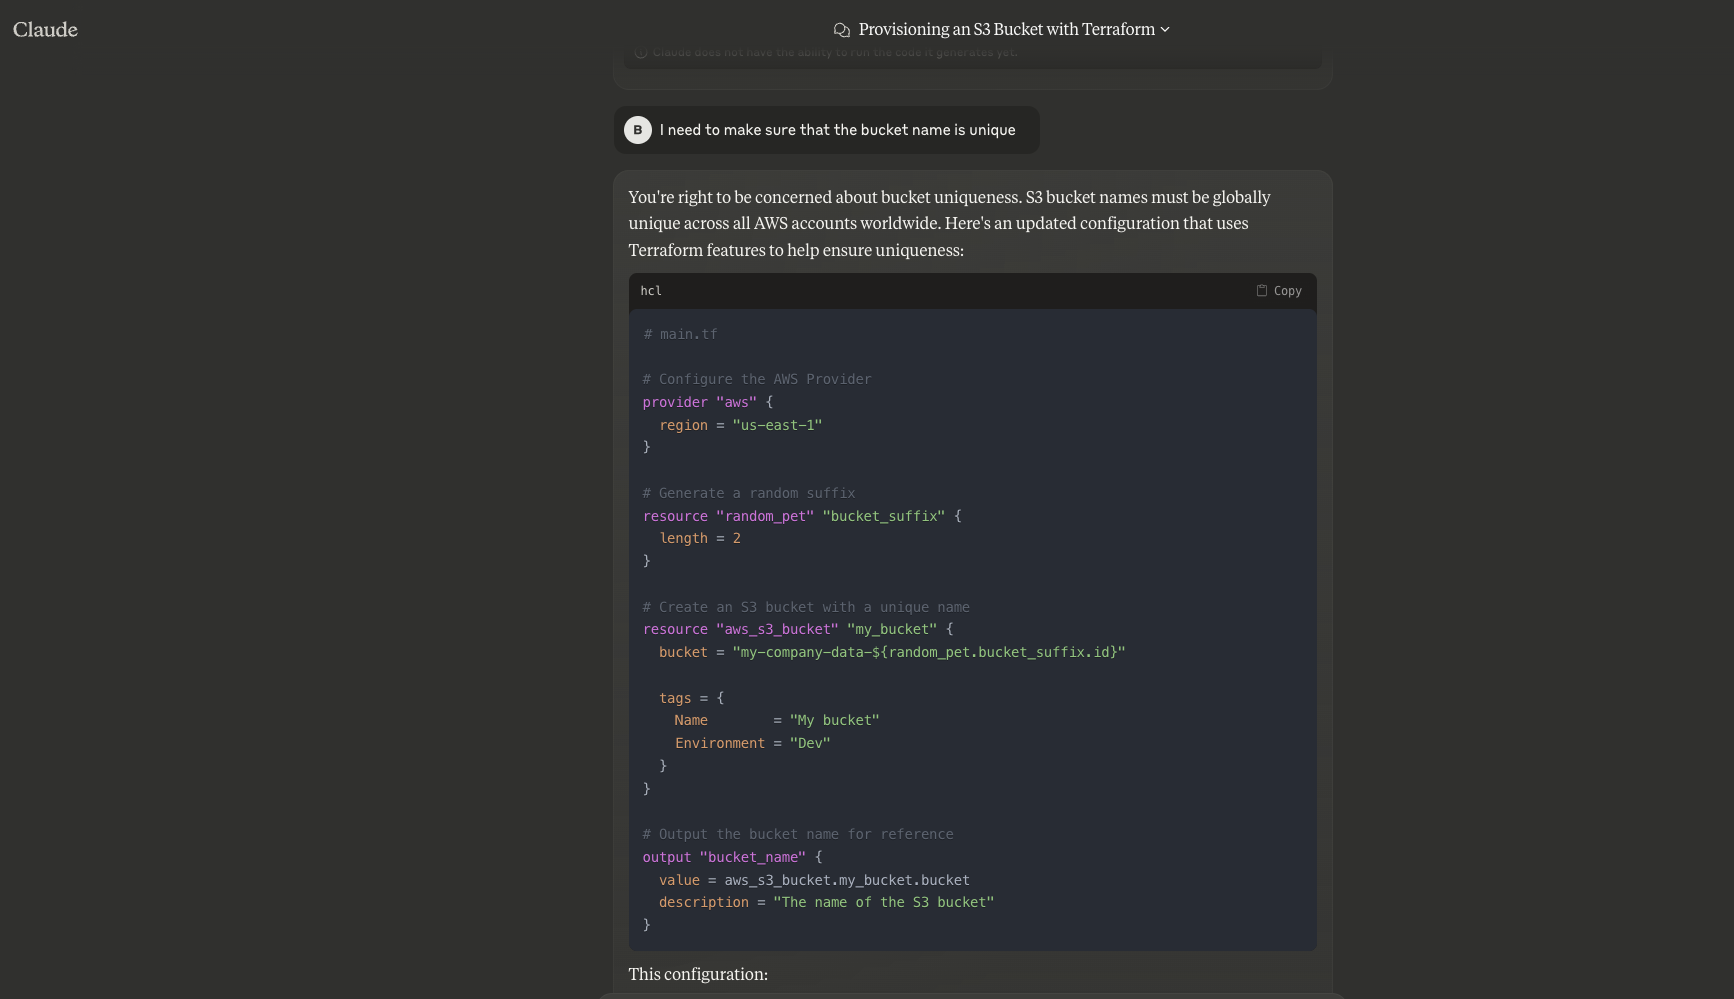 Claude
Provisioning an S3 Bucket with Terraform
Claude does not have the ability to run the code it generates yet.
B
I need to make sure that the bucket name is unique
You're right to be concerned about bucket uniqueness. S3 bucket names must be globally
unique across all AWS accounts worldwide. Here's an updated configuration that uses
Terraform features to help ensure uniqueness:
hcl
Copy
# main.tf
# Configure the AWS Provider
provider "aws" {
  region = "us-east-1"
}
# Generate a random suffix
resource "random_pet" "bucket_suffix" {
  length = 2
}
# Create an S3 bucket with a unique name
resource "aws_s3_bucket" "my_bucket" {
  bucket = "my-company-data-${random_pet.bucket_suffix.id}"
  tags = {
    Name        = "My bucket"
    Environment = "Dev"
  }
}
# Output the bucket name for reference
output "bucket_name" {
  value = aws_s3_bucket.my_bucket.bucket
  description = "The name of the S3 bucket"
}
This configuration: